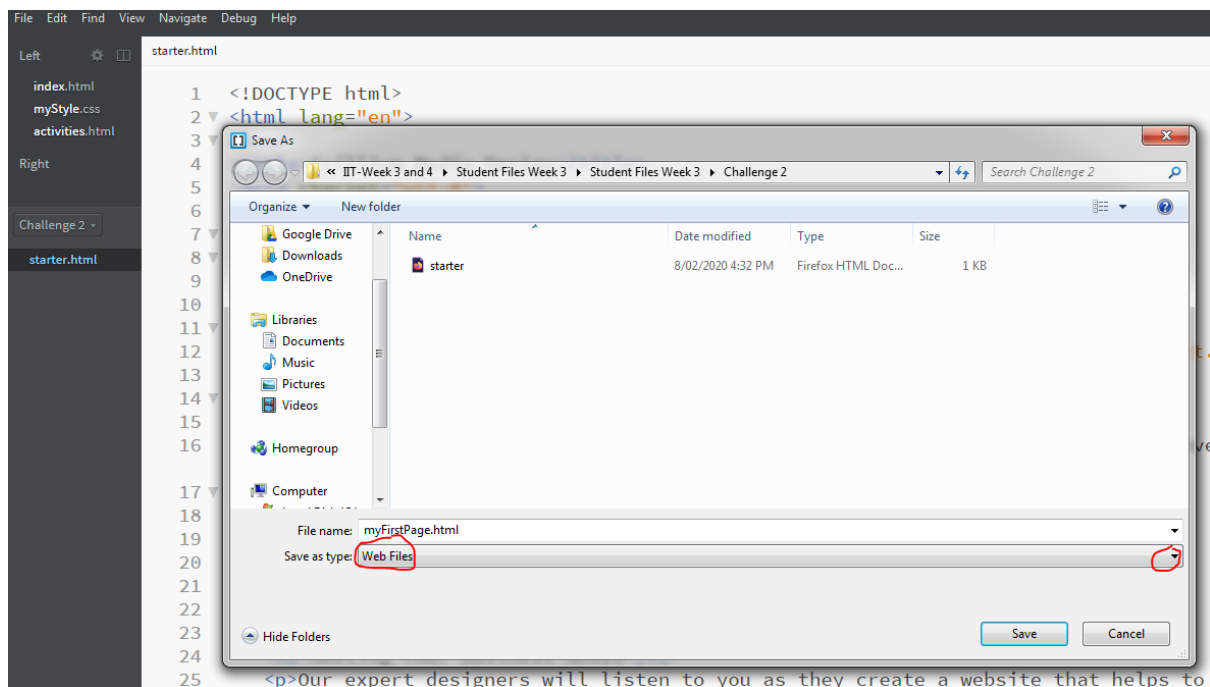 File Edit Find View Navigate Debug Help
Left
index.html
myStyle.css
activities.html
Right
Challenge 2
starter.html
starter.html
1 <!DOCTYPE html>
2 <html lang="en">
3
4
5
6
7
8
9
10
11
12
13
14
15
16
17
18
19
20
21
22
23
24
25 <p>Our expert designers will listen to you as they create a website that helps to
Save As
« IIT-Week 3 and 4 Student Files Week 3 Student Files Week 3 Challenge 2
Search Challenge 2
Organize New folder
Google Drive
Downloads
OneDrive
Libraries
Documents
Music
Pictures
Videos
Homegroup
Computer
Name Date modified Type Size
starter 8/02/2020 4:32 PM Firefox HTML Doc... 1 KB
File name: myFirstPage.html
Save as type: Web Files
Hide Folders
Save Cancel